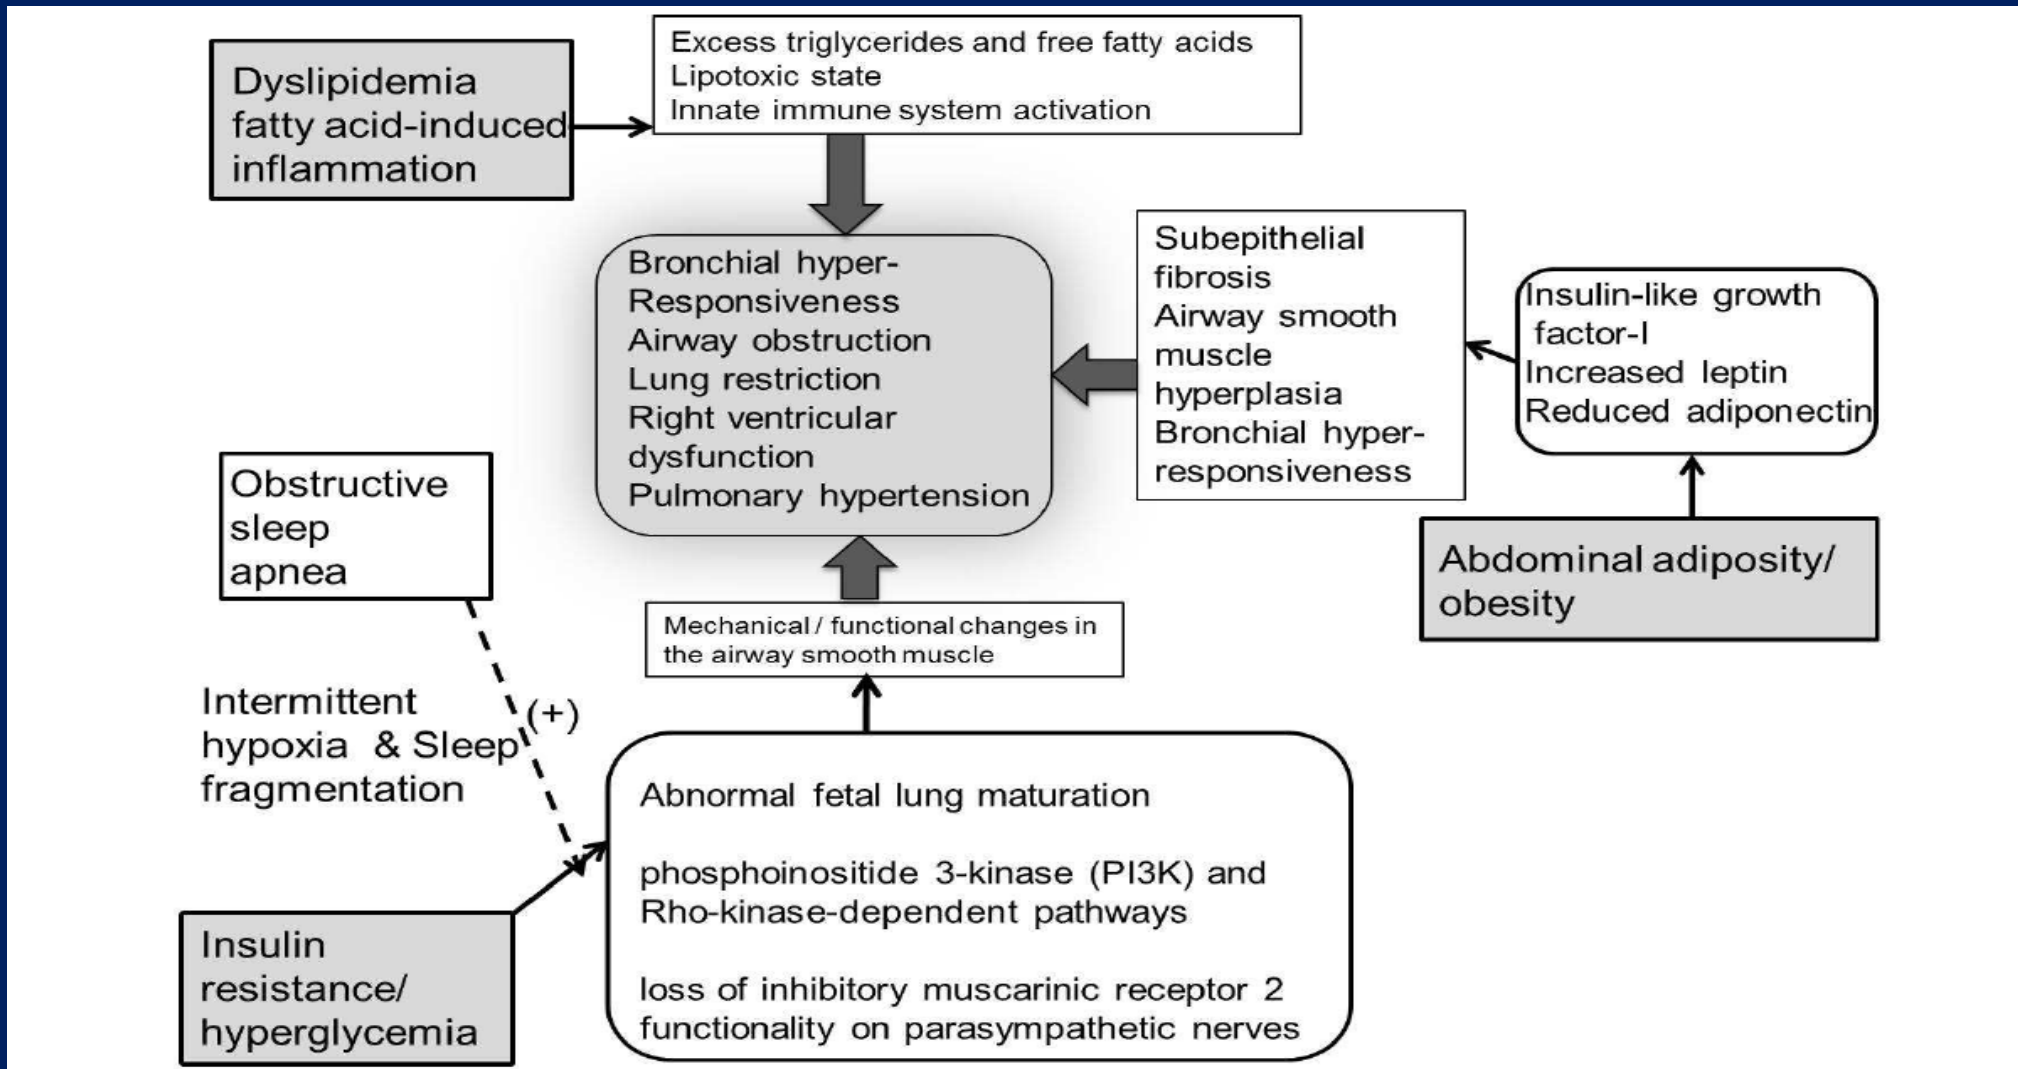 Dyslipidemia
fatty acid-induced
inflammation
Excess triglycerides and free fatty acids
Lipotoxic state
Innate immune system activation
Bronchial hyper-
Responsiveness
Airway obstruction
Lung restriction
Right ventricular
dysfunction
Pulmonary hypertension
Subepithelial
fibrosis
Airway smooth
muscle
hyperplasia
Bronchial hyper-
responsiveness
Insulin-like growth
factor-I
Increased leptin
Reduced adiponectin
Abdominal adiposity/
obesity
Obstructive
sleep
apnea
Mechanical / functional changes in
the airway smooth muscle
Intermittent
hypoxia & Sleep
fragmentation
(+)
Abnormal fetal lung maturation
phosphoinositide 3-kinase (PI3K) and
Rho-kinase-dependent pathways
loss of inhibitory muscarinic receptor 2
functionality on parasympathetic nerves
Insulin
resistance/
hyperglycemia